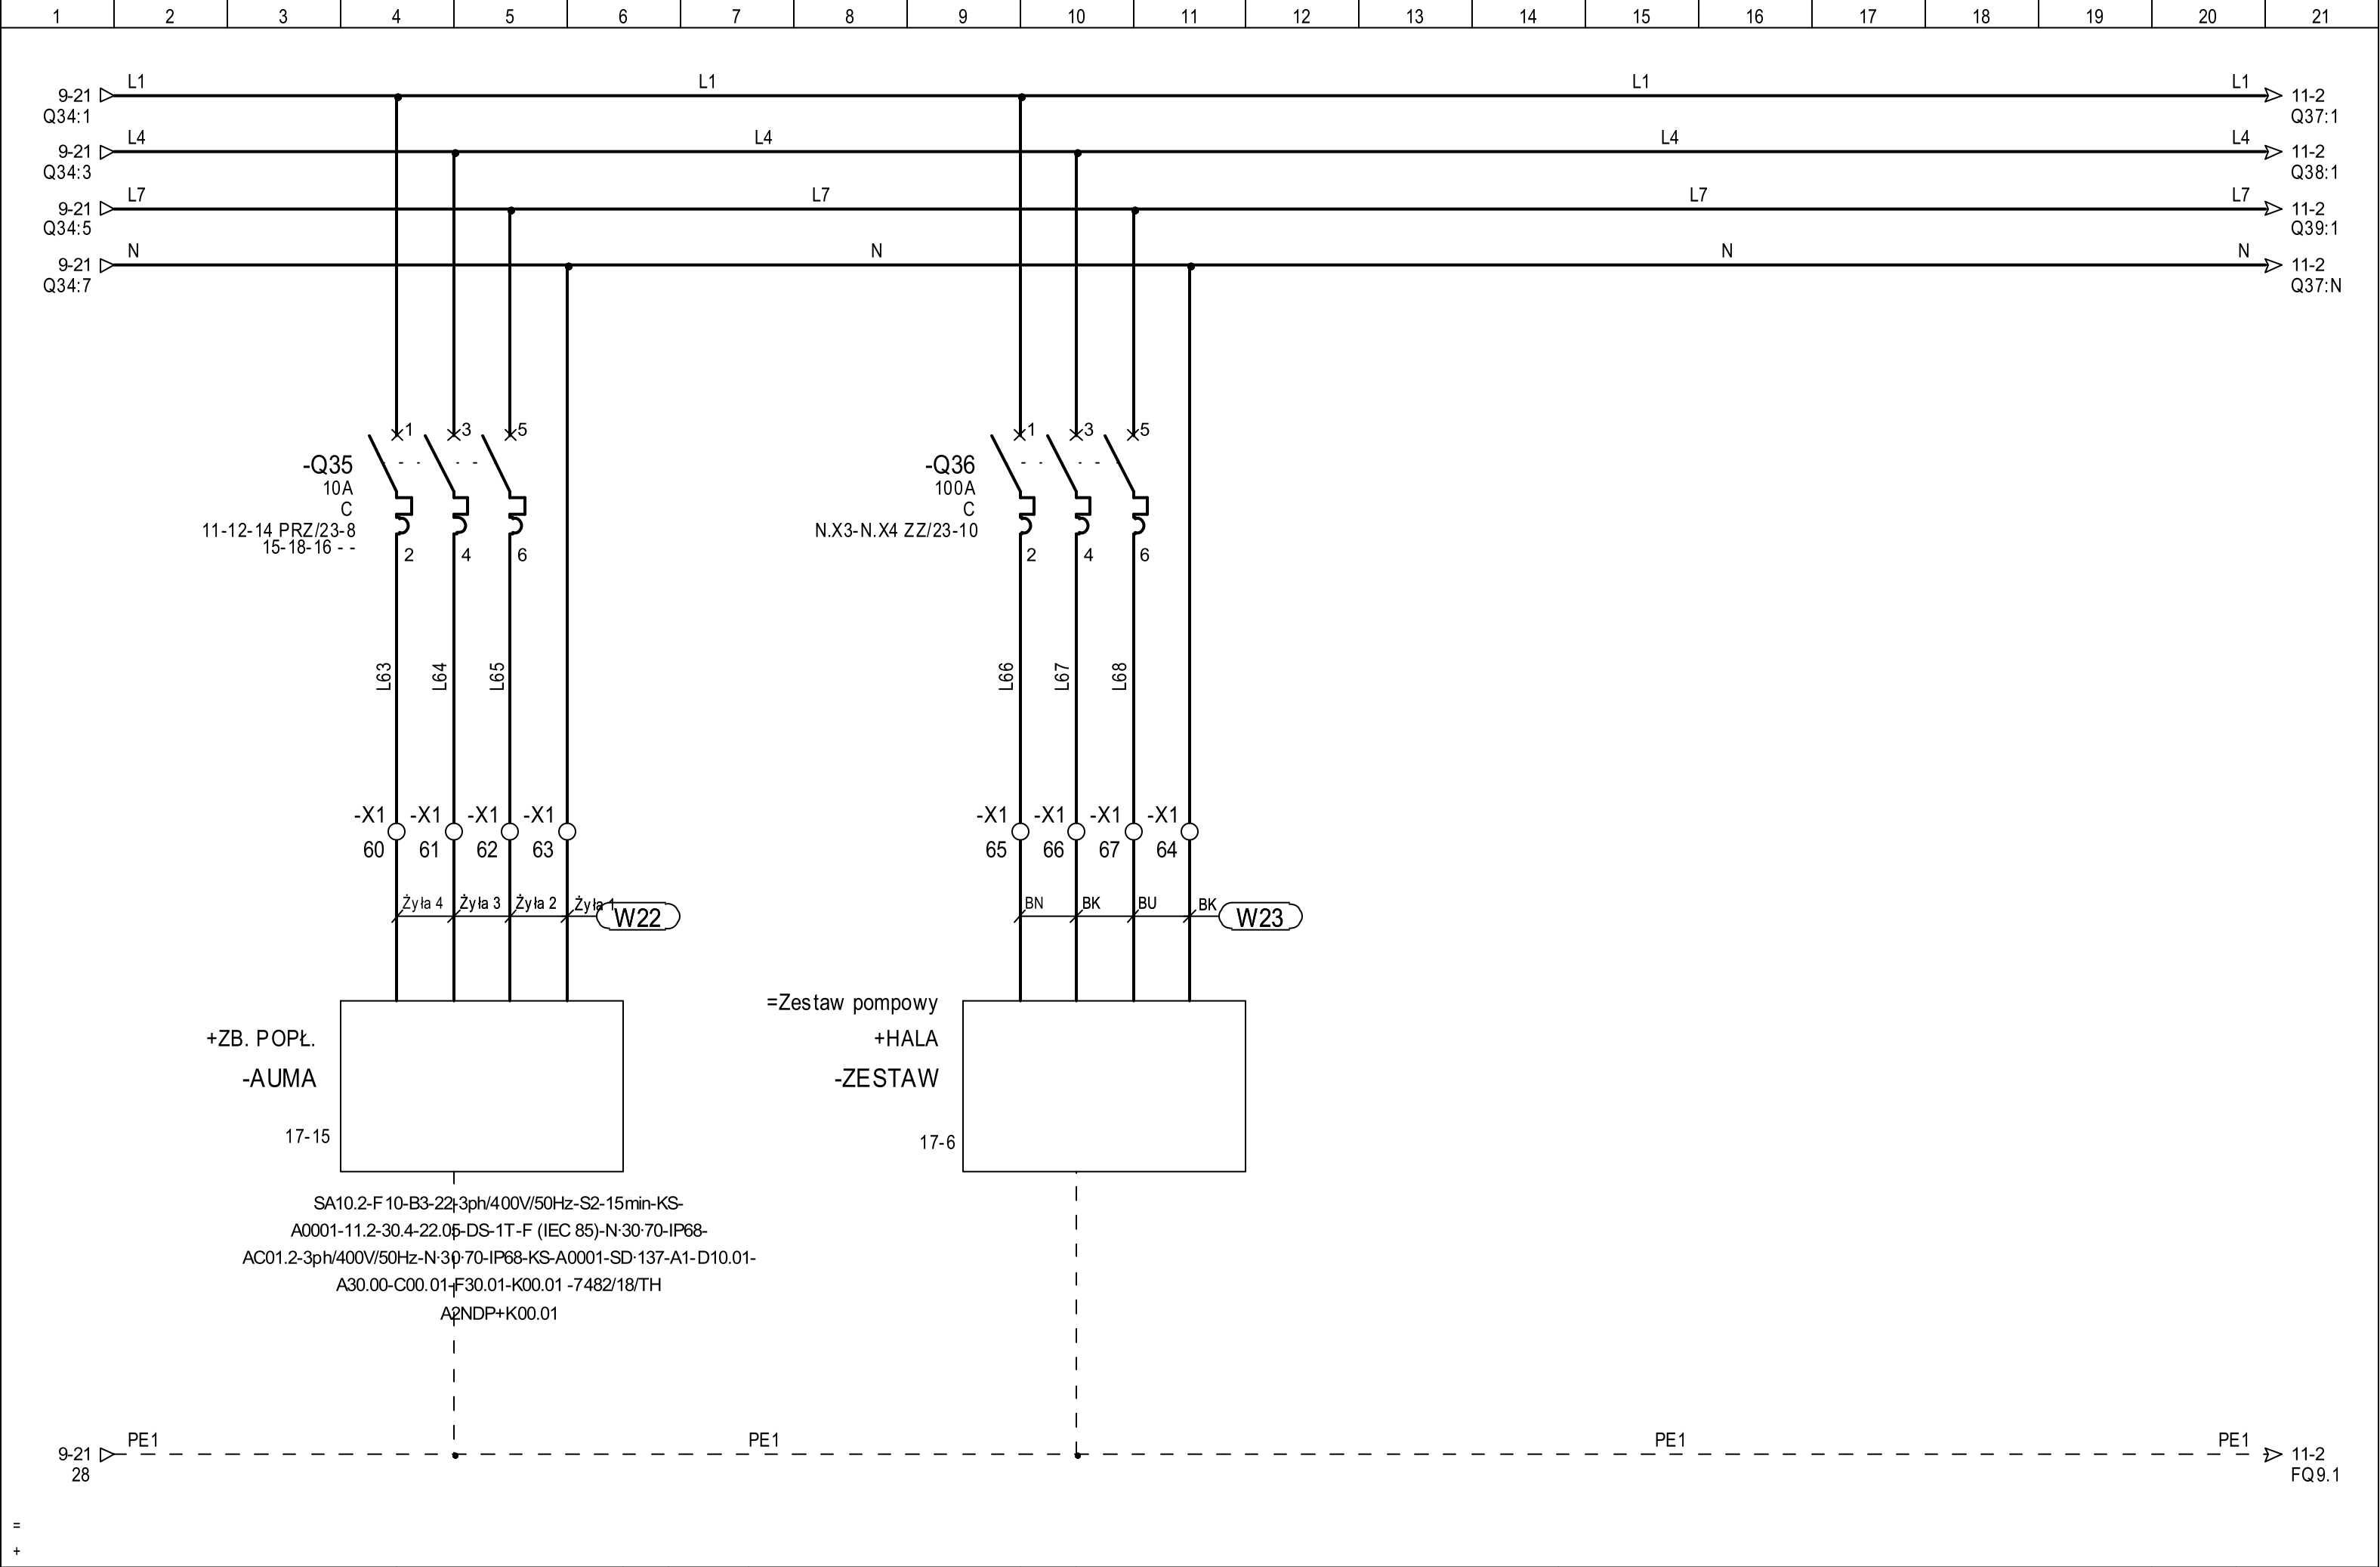 1 2 3 4 5 6 7 8 9 10 11 12 13 14 15 16 17 18 19 20 21
L1 L1 L1 L1
9-21 11-2
Q34:1 Q37:1
L4 L4 L4 L4
9-21 11-2
Q34:3 Q38:1
L7 L7 L7 L7
9-21 11-2
Q34:5 Q39:1
N N N N
9-21 11-2
Q34:7 Q37:N
1 3 5
-Q35
10A
C
11-12-14 PRZ/23-8
15-18-16 - -
2 4 6
1 3 5
-Q36
100A
C
N.X3-N.X4 ZZ/23-10
2 4 6
L63 L64 L65 L66 L67 L68
-X1 -X1 -X1 -X1 -X1 -X1 -X1 -X1
60 61 62 63 65 66 67 64
Żyła 4 Żyła 3 Żyła 2 Żyła 1 W22
BN BK BU BK W23
+ZB. POPŁ.
-AUMA
17-15
=Zestaw pompowy
+HALA
-ZESTAW
17-6
SA10.2-F10-B3-22-3ph/400V/50Hz-S2-15min-KS-
A0001-11.2-30.4-22.05-DS-1T-F (IEC 85)-N·30·70-IP68-
AC01.2-3ph/400V/50Hz-N·30·70-IP68-KS-A0001-SD·137-A1-D10.01-
A30.00-C00.01-F30.01-K00.01 -7482/18/TH
A2NDP+K00.01
PE1 PE1 PE1 PE1
9-21 11-2
28 FQ9.1
=
+